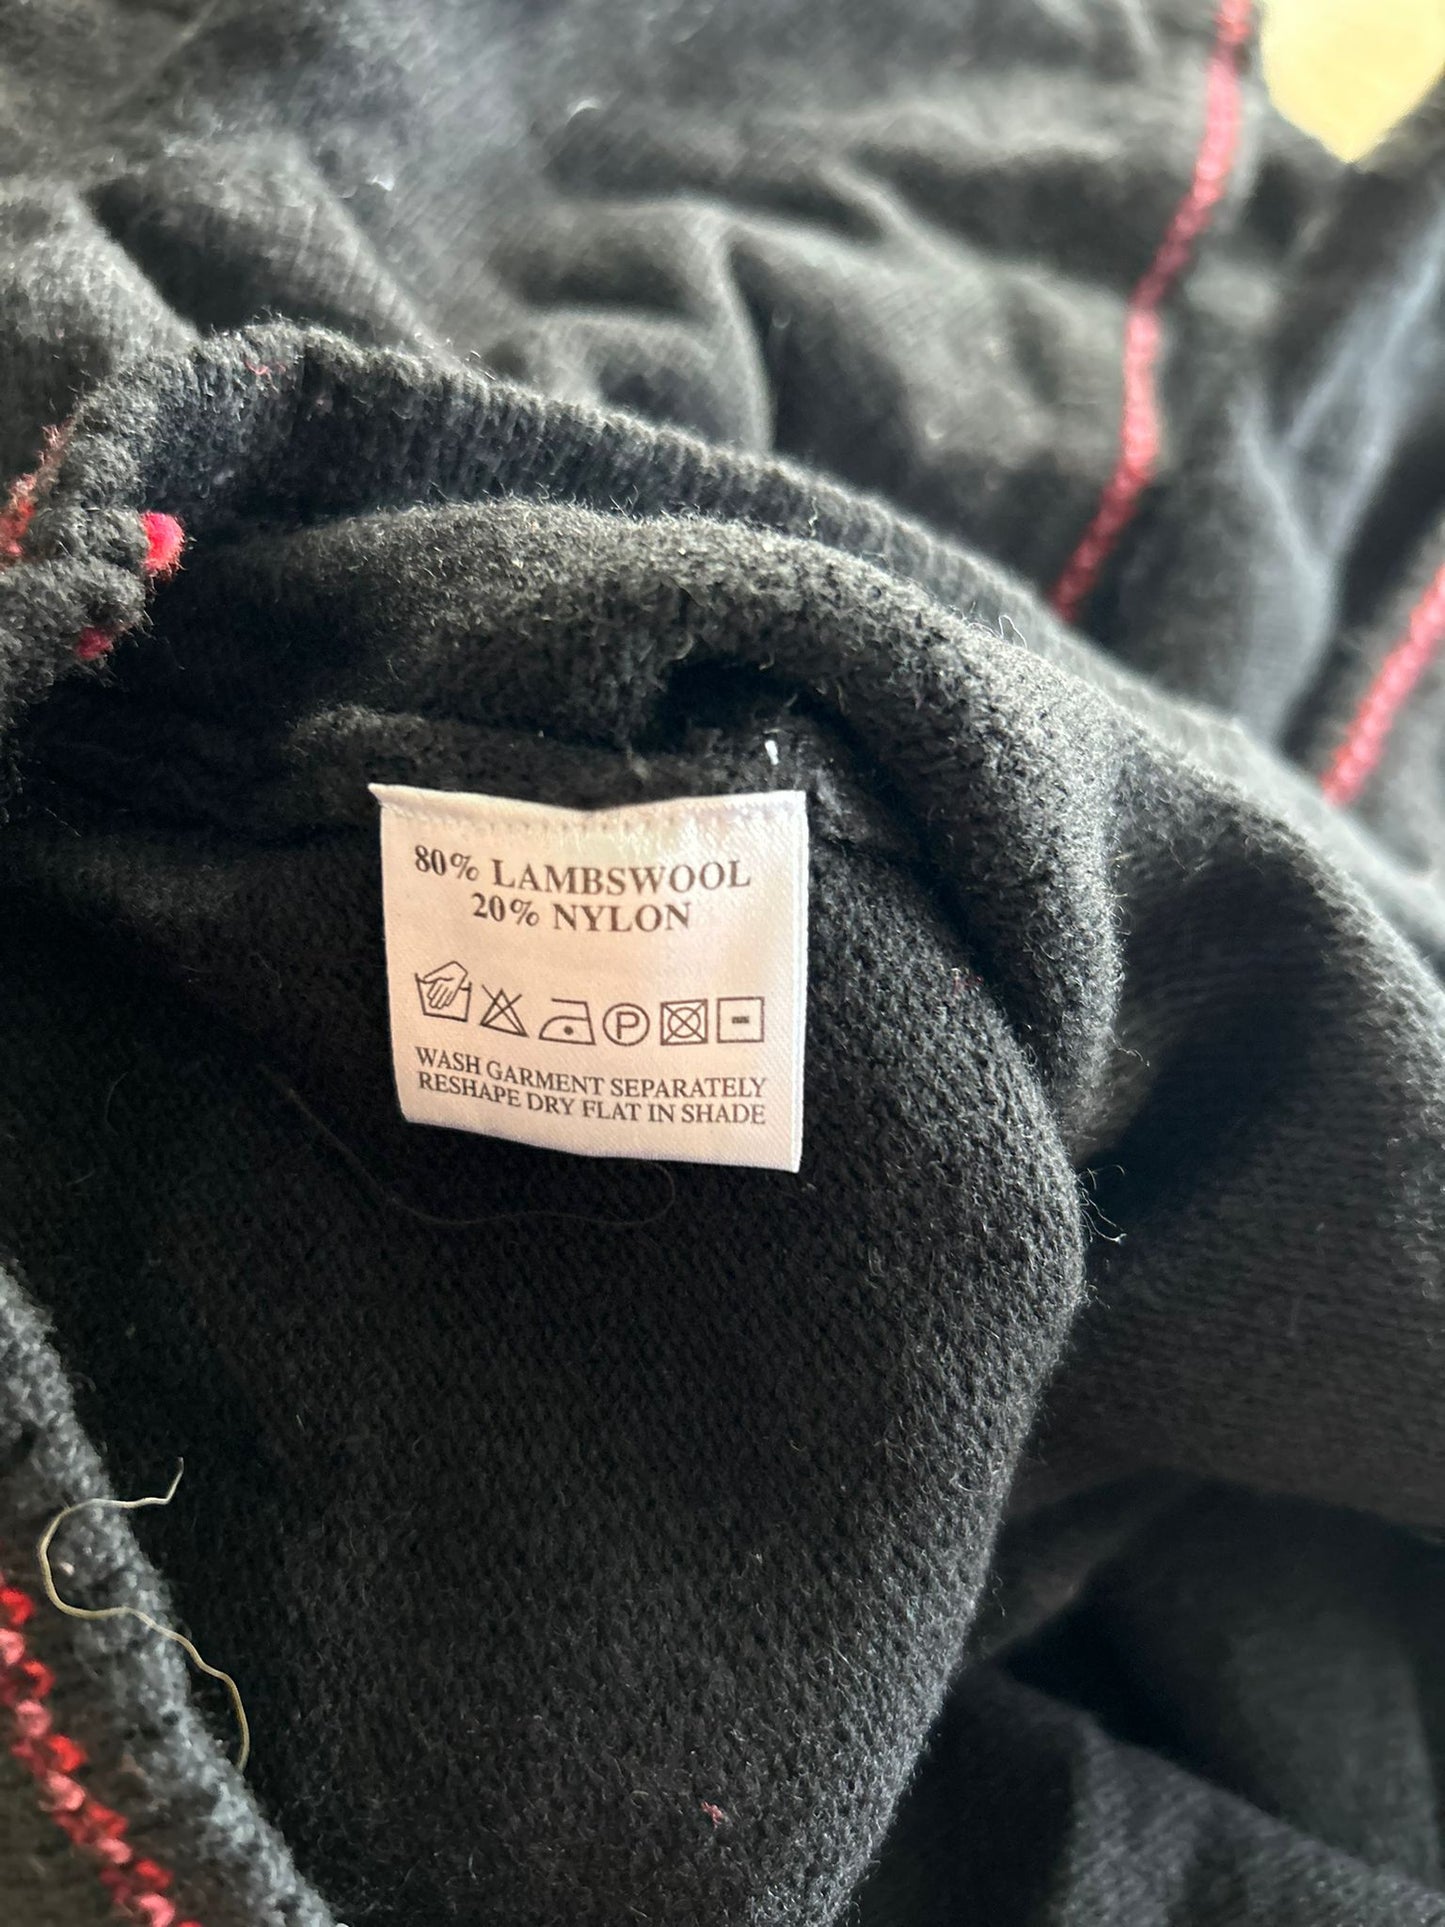 80% LAMBSWOOL
20% NYLON
P
WASH GARMENT SEPARATELY
RESHAPE DRY FLAT IN SHADE